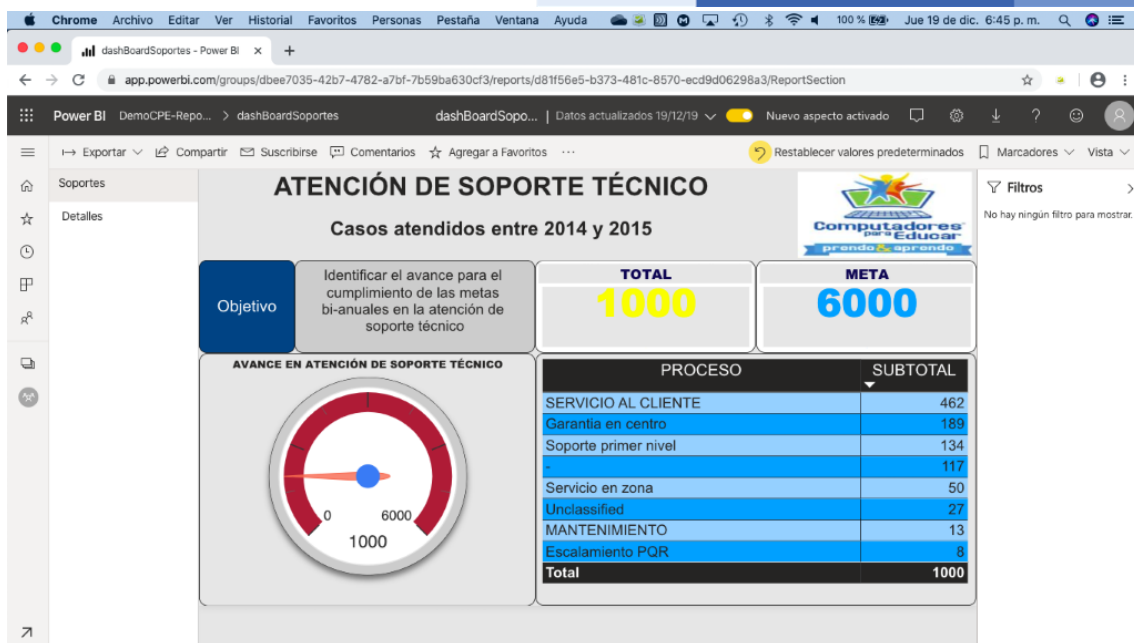 Chrome Archivo Editar Ver Historial Favoritos Personas Pestaña Ventana Ayuda 100 % Jue 19 de dic. 6:45 p. m.
dashBoardSoportes - Power BI
app.powerbi.com/groups/dbee7035-42b7-4782-a7bf-7b59ba630cf3/reports/d81f56e5-b373-481c-8570-ecd9d06298a3/ReportSection
Power BI DemoCPE-Repo... > dashBoardSoportes dashBoardSopo... | Datos actualizados 19/12/19 Nuevo aspecto activado
Exportar Compartir Suscribirse Comentarios Agregar a Favoritos ... Restablecer valores predeterminados Marcadores Vista
Soportes
Detalles
ATENCIÓN DE SOPORTE TÉCNICO
Casos atendidos entre 2014 y 2015
Computadores
para Educar
prendo & aprendo
Filtros
No hay ningún filtro para mostrar.
Objetivo
Identificar el avance para el
cumplimiento de las metas
bi-anuales en la atención de
soporte técnico
TOTAL
1000
META
6000
AVANCE EN ATENCIÓN DE SOPORTE TÉCNICO
0 6000
1000
PROCESO SUBTOTAL
SERVICIO AL CLIENTE 462
Garantia en centro 189
Soporte primer nivel 134
- 117
Servicio en zona 50
Unclassified 27
MANTENIMIENTO 13
Escalamiento PQR 8
Total 1000